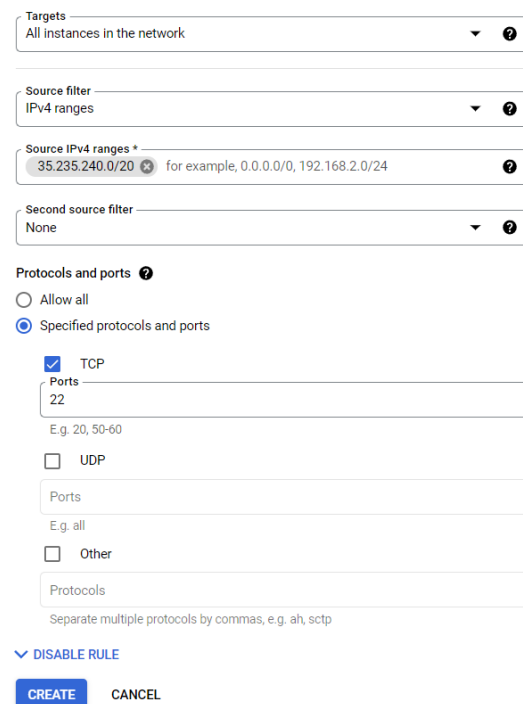 Targets
All instances in the network
Source filter
IPv4 ranges
Source IPv4 ranges *
35.235.240.0/20 for example, 0.0.0.0/0, 192.168.2.0/24
Second source filter
None
Protocols and ports
Allow all
Specified protocols and ports
TCP
Ports
22
E.g. 20, 50-60
UDP
Ports
E.g. all
Other
Protocols
Separate multiple protocols by commas, e.g. ah, sctp
DISABLE RULE
CREATE CANCEL